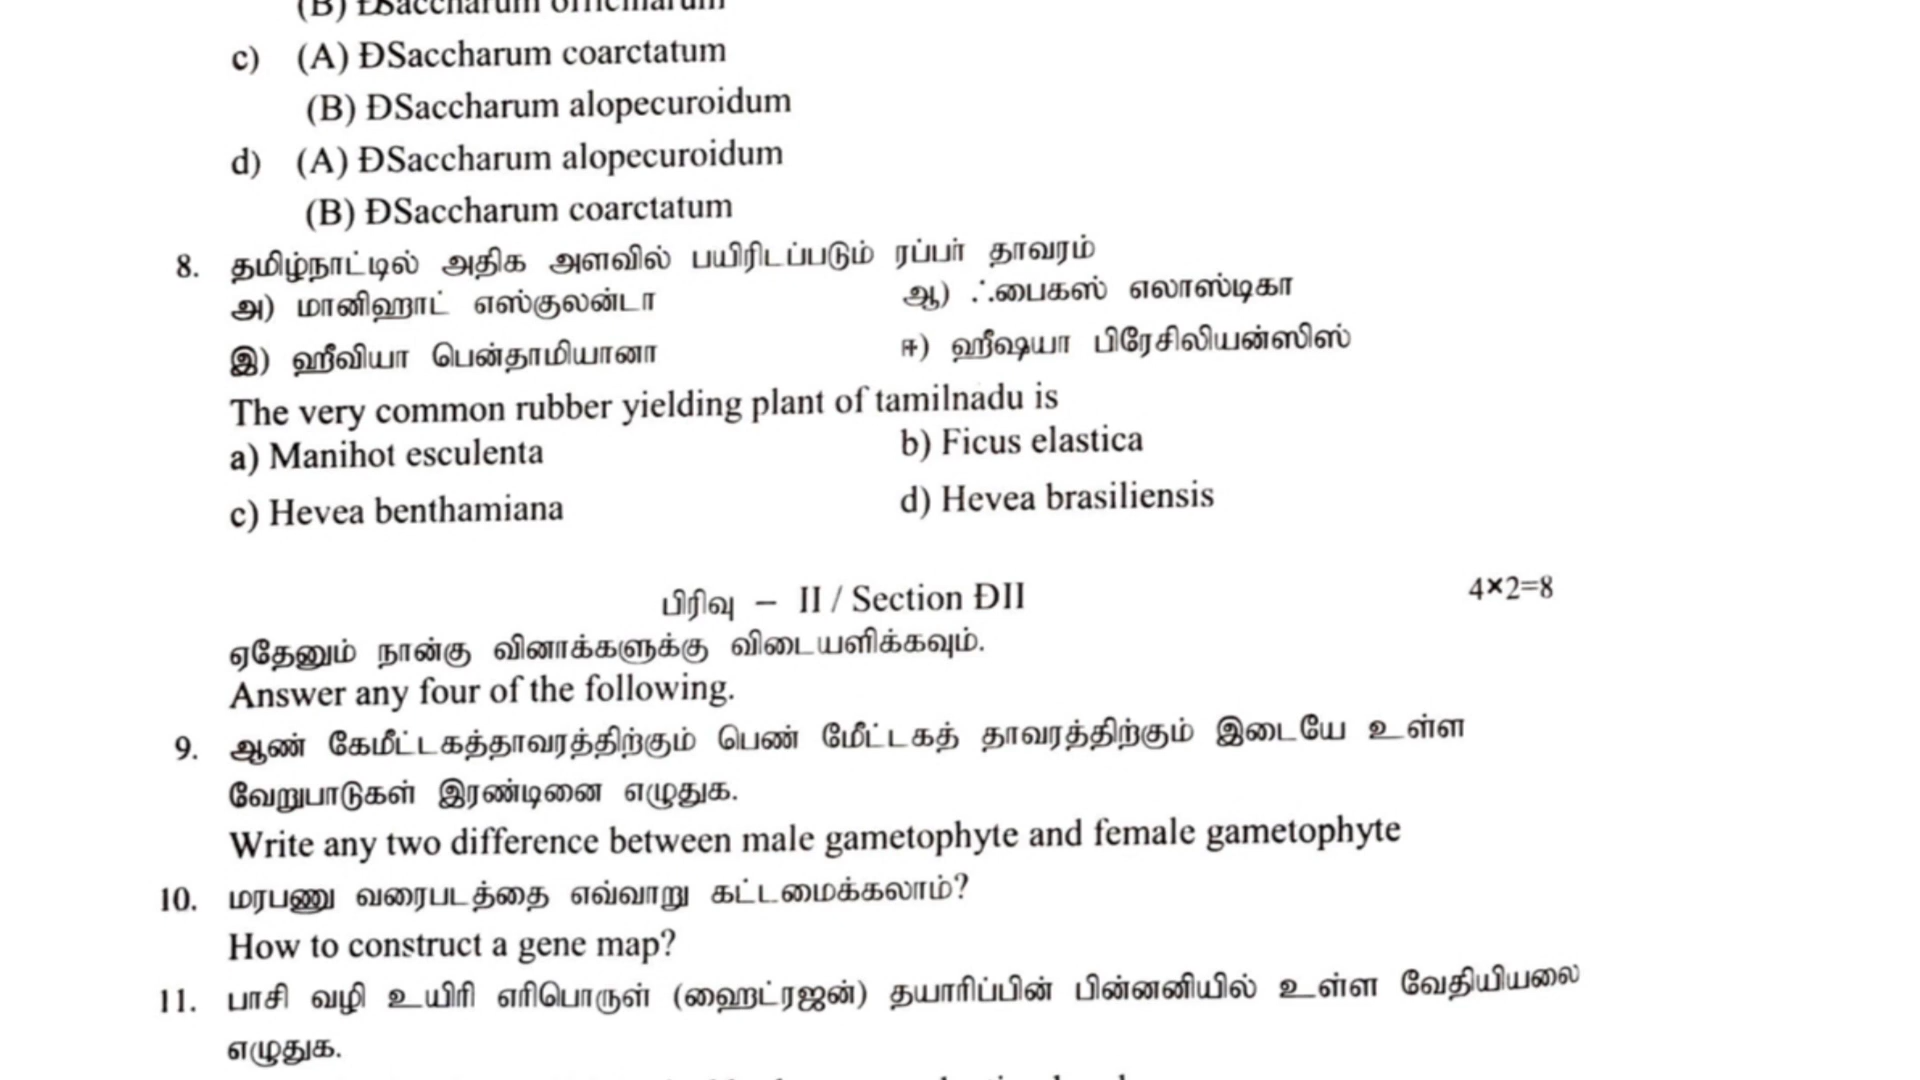 (B) ÐSaccharum officinarum
c) (A) ÐSaccharum coarctatum
(B) ÐSaccharum alopecuroidum
d) (A) ÐSaccharum alopecuroidum
(B) ÐSaccharum coarctatum
8. தமிழ்நாட்டில் அதிக அளவில் பயிரிடப்படும் ரப்பர் தாவரம்
அ) மானிஹாட் எஸ்குலன்டா ஆ) ஃபைகஸ் எலாஸ்டிகா
இ) ஹீவியா பென்தாமியானா ஈ) ஹீஷயா பிரேசிலியன்ஸிஸ்
The very common rubber yielding plant of tamilnadu is
a) Manihot esculenta b) Ficus elastica
c) Hevea benthamiana d) Hevea brasiliensis
பிரிவு – II / Section ÐII 4×2=8
ஏதேனும் நான்கு வினாக்களுக்கு விடையளிக்கவும்.
Answer any four of the following.
9. ஆண் கேமீட்டகத்தாவரத்திற்கும் பெண் மேீட்டகத் தாவரத்திற்கும் இடையே உள்ள
வேறுபாடுகள் இரண்டினை எழுதுக.
Write any two difference between male gametophyte and female gametophyte
10. மரபணு வரைபடத்தை எவ்வாறு கட்டமைக்கலாம்?
How to construct a gene map?
11. பாசி வழி உயிரி எரிபொருள் (ஹைட்ரஜன்) தயாரிப்பின் பின்னனியில் உள்ள வேதியியலை
எழுதுக.